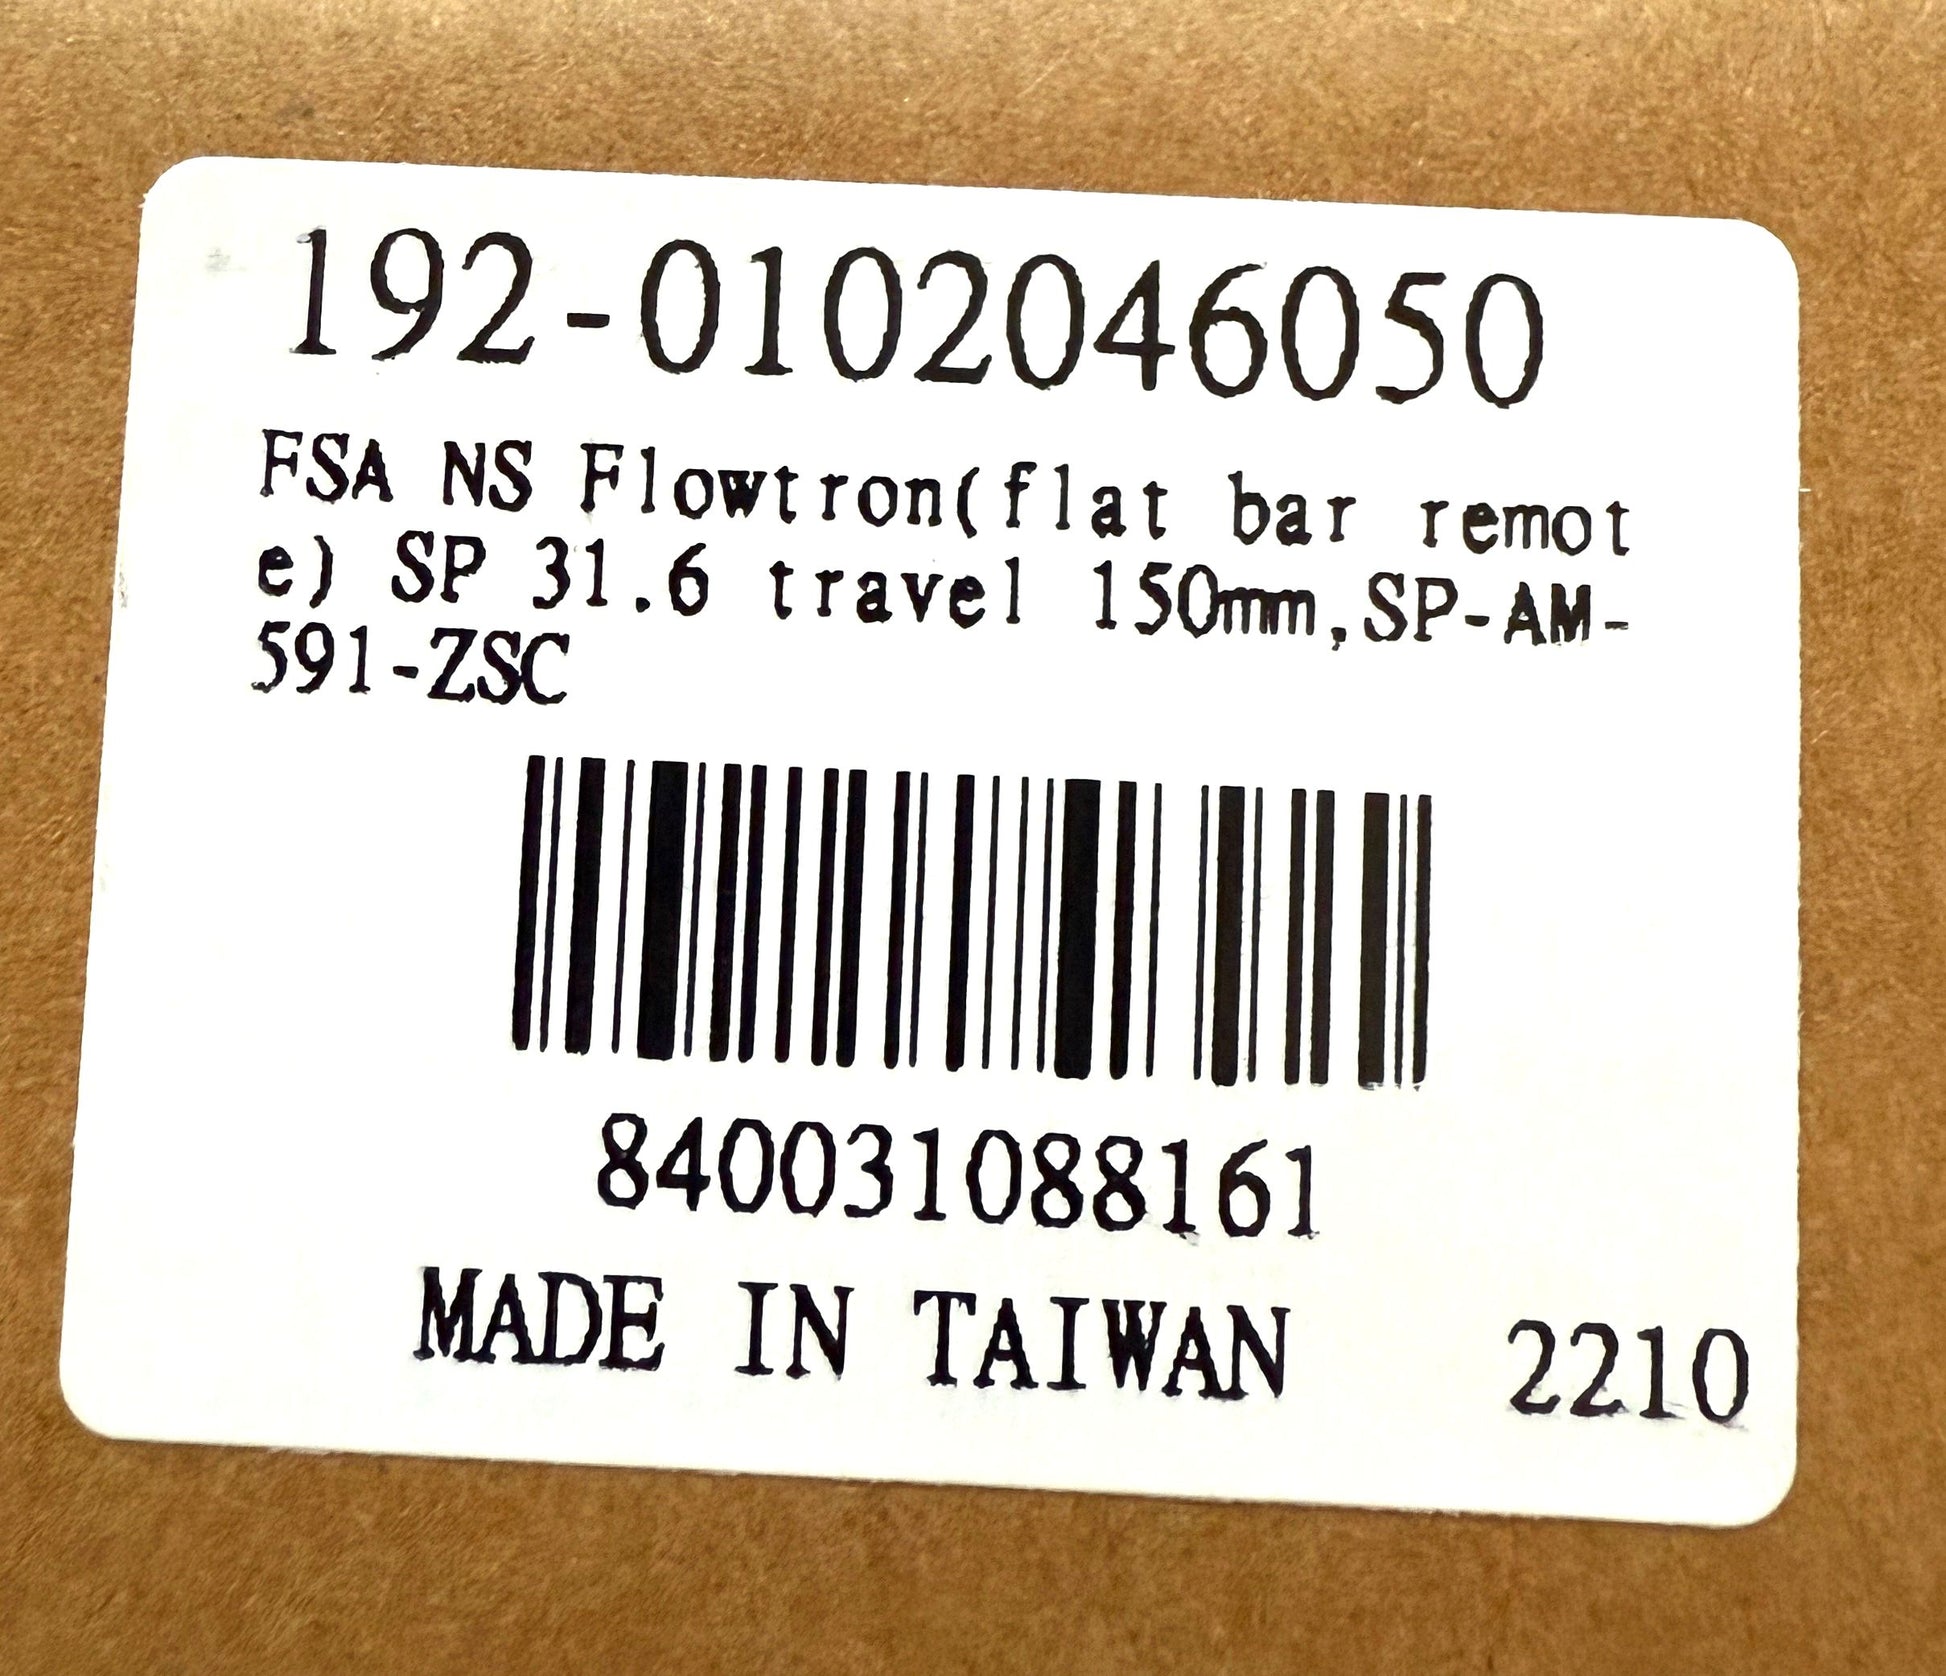 192-0102046050
FSA NS Flowtron(flat bar remot
e) SP 31.6 travel 150mm,SP-AM-
591-ZSC
840031088161
MADE IN TAIWAN 2210